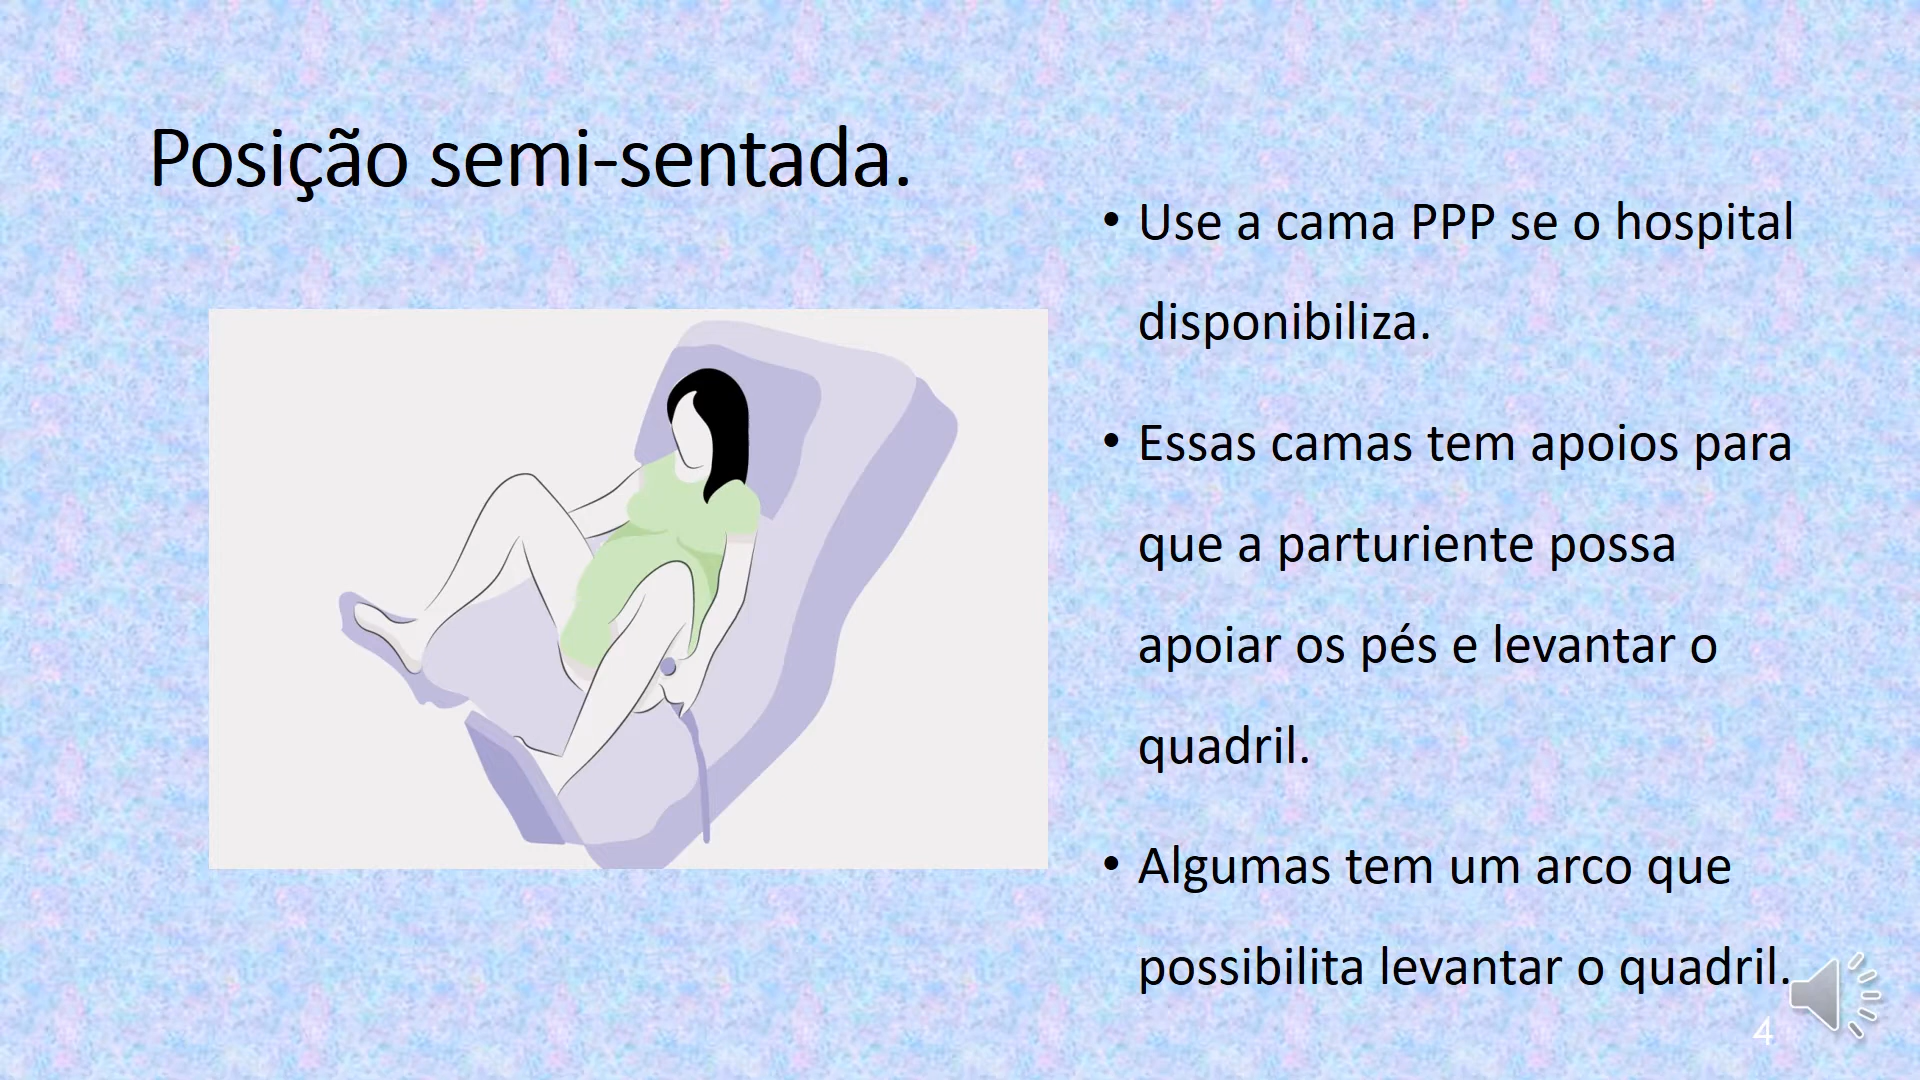 Posição semi-sentada.
• Use a cama PPP se o hospital
disponibiliza.
• Essas camas tem apoios para
que a parturiente possa
apoiar os pés e levantar o
quadril.
• Algumas tem um arco que
possibilita levantar o quadril.
4